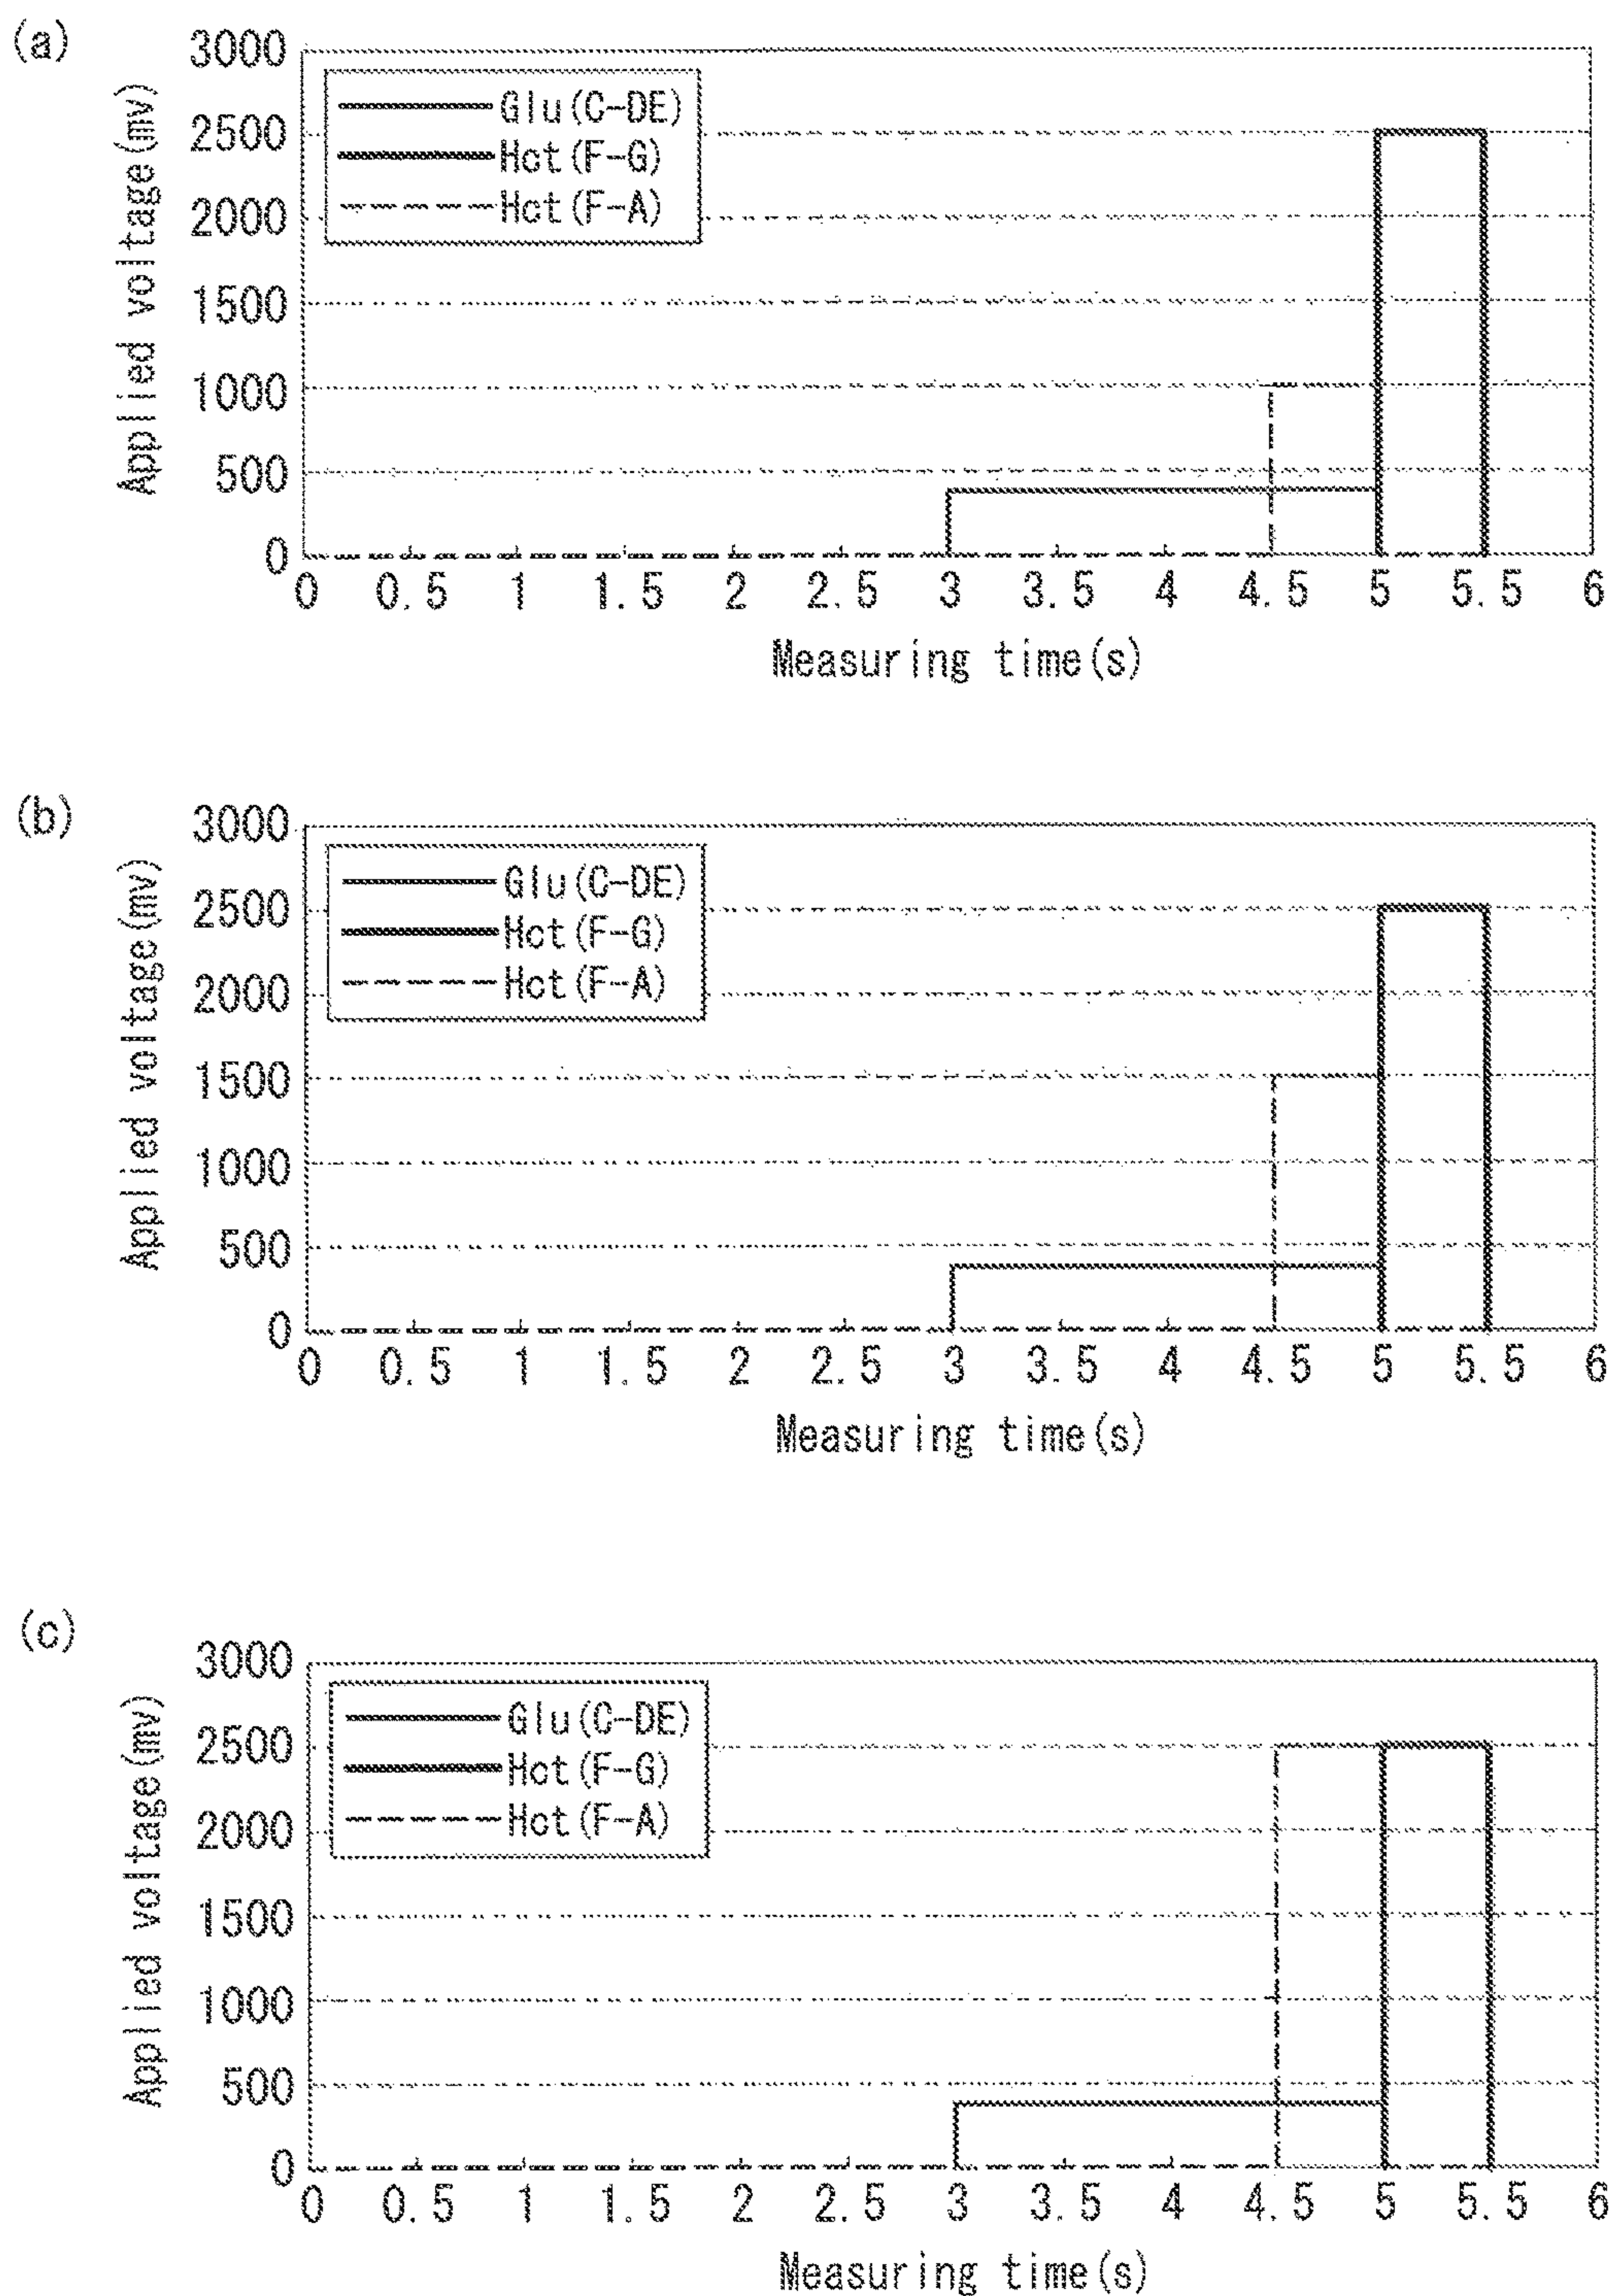 (a)
3000
2500
2000
1500
1000
500
0
Applied voltage(mv)
Glu(C-DE)
Hct(F-G)
Hct(F-A)
0 0.5 1 1.5 2 2.5 3 3.5 4 4.5 5 5.5 6
Measuring time(s)
(b)
3000
2500
2000
1500
1000
500
0
Applied voltage(mv)
Glu(C-DE)
Hct(F-G)
Hct(F-A)
0 0.5 1 1.5 2 2.5 3 3.5 4 4.5 5 5.5 6
Measuring time(s)
(c)
3000
2500
2000
1500
1000
500
0
Applied voltage(mv)
Glu(C-DE)
Hct(F-G)
Hct(F-A)
0 0.5 1 1.5 2 2.5 3 3.5 4 4.5 5 5.5 6
Measuring time(s)